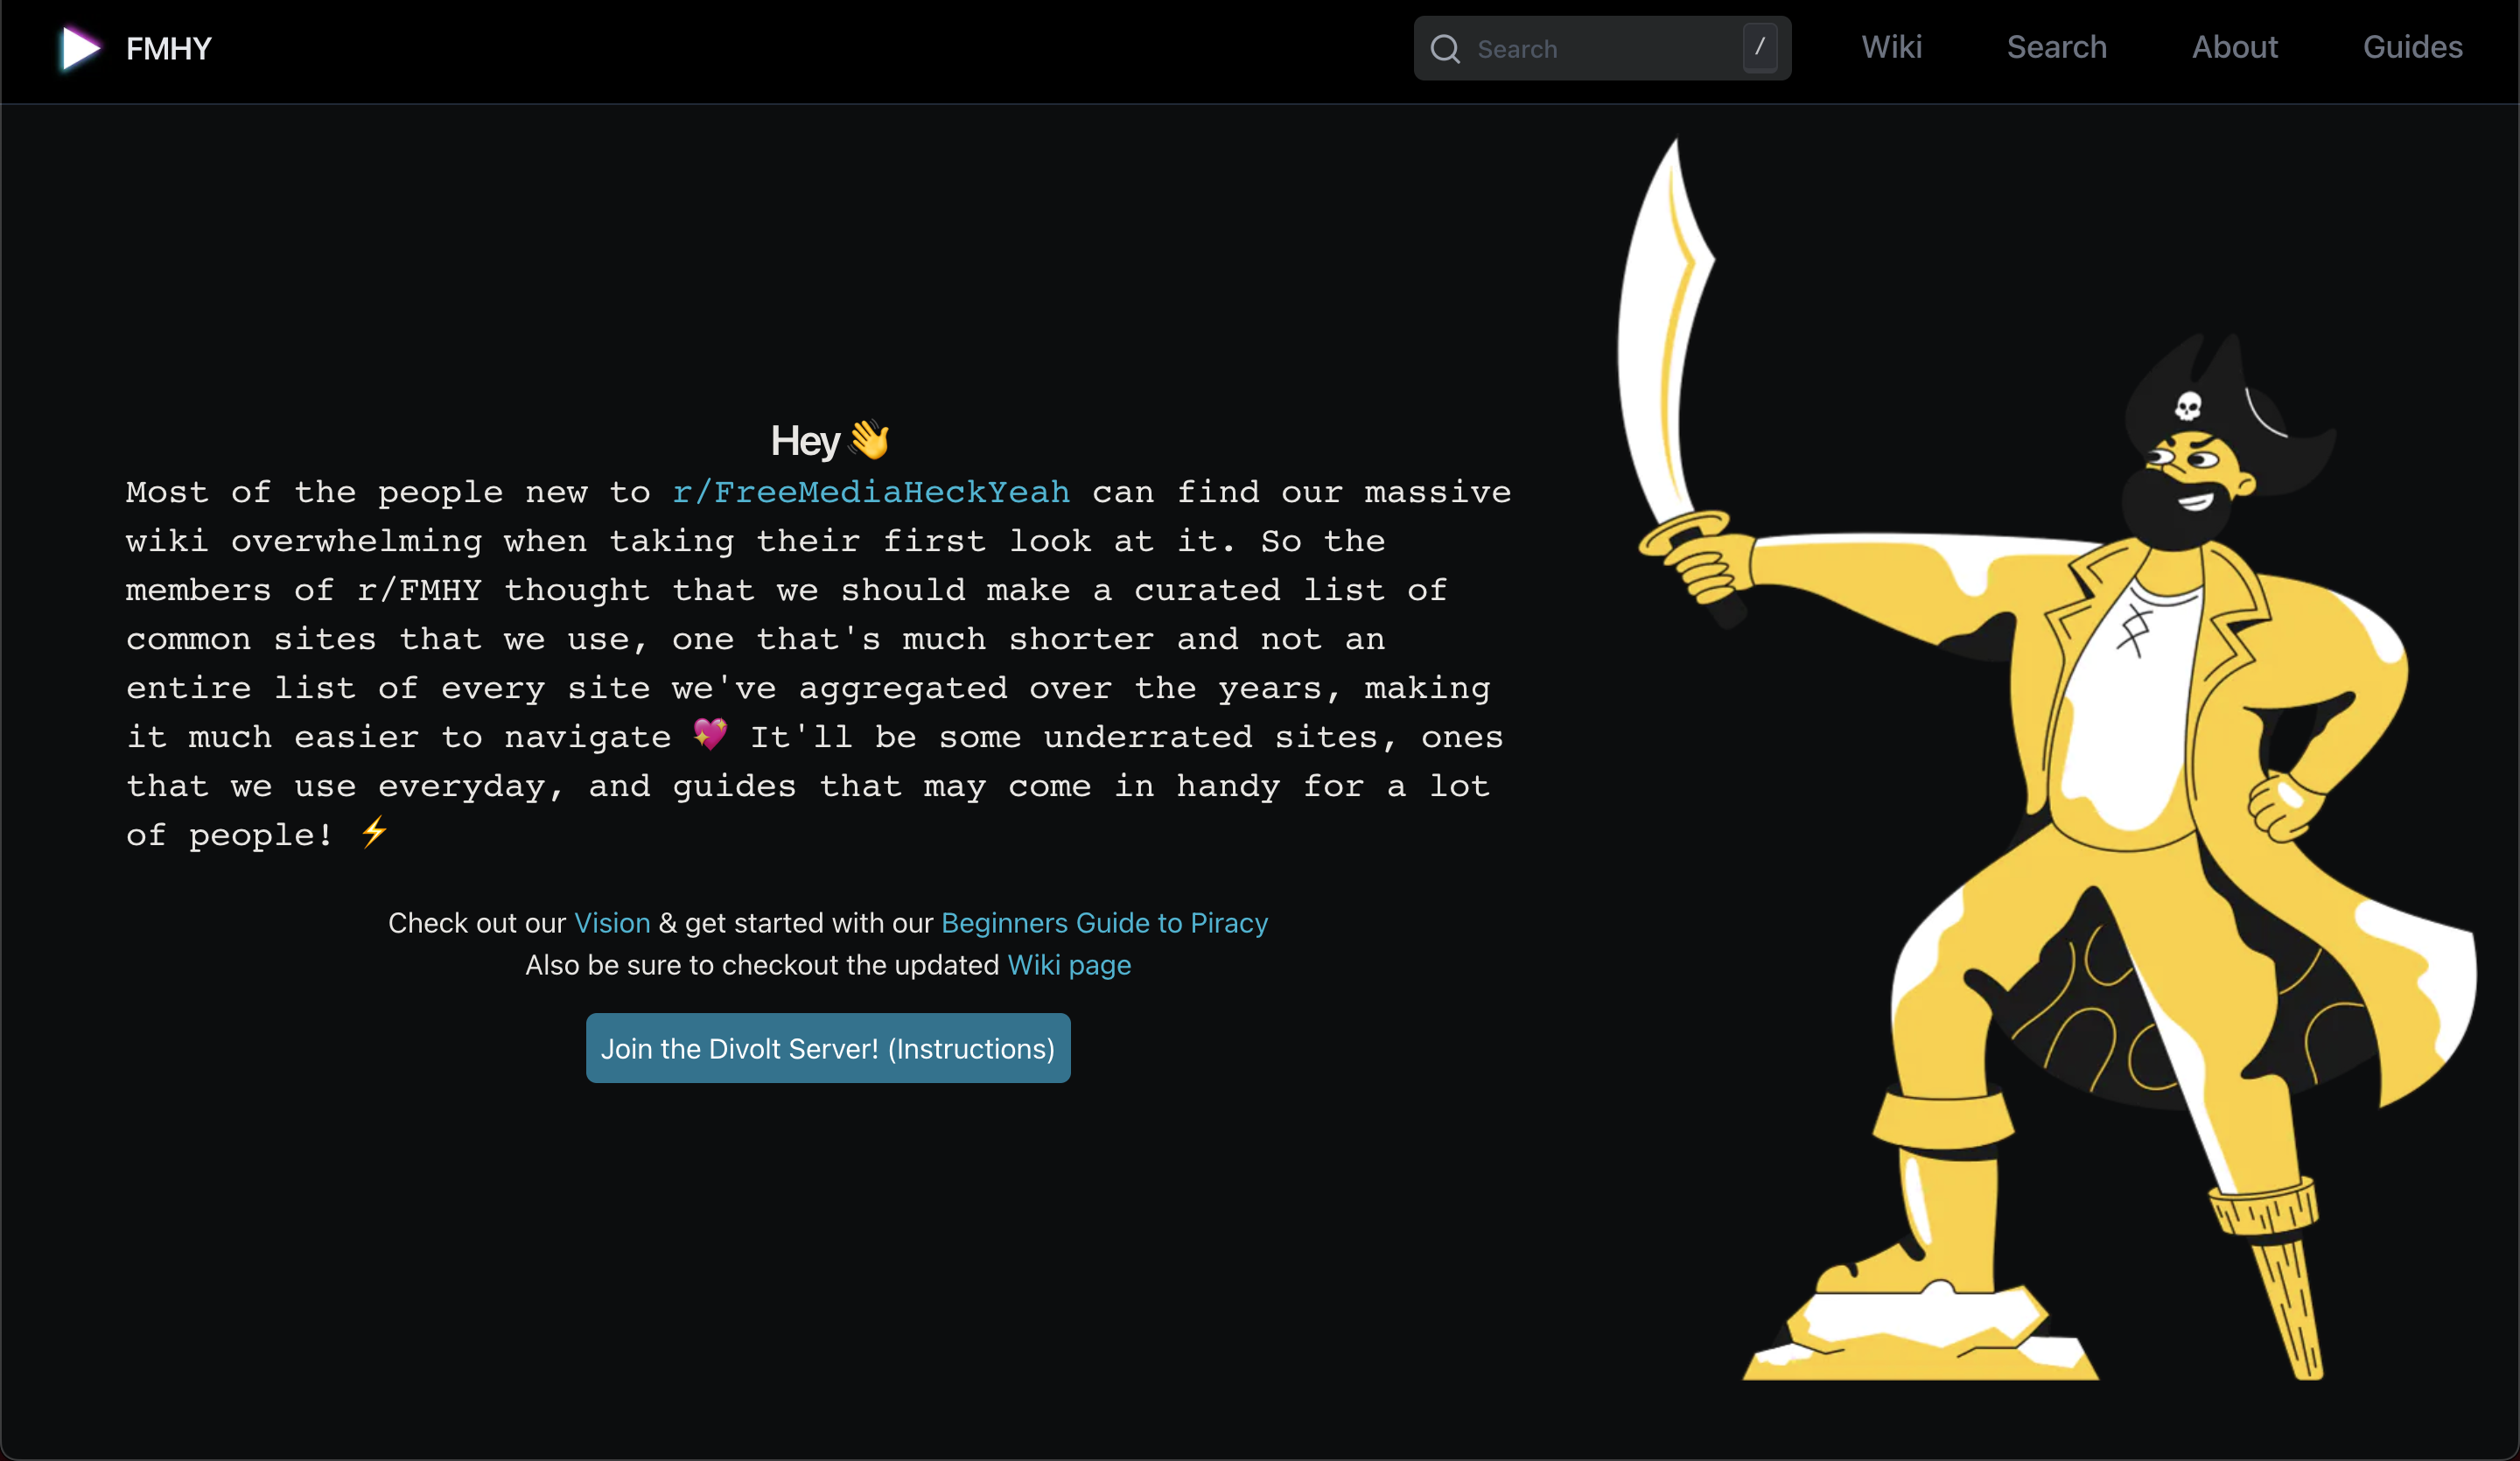 FMHY
Search
/
Wiki
Search
About
Guides
Hey 👋
Most of the people new to r/FreeMediaHeckYeah can find our massive
wiki overwhelming when taking their first look at it. So the
members of r/FMHY thought that we should make a curated list of
common sites that we use, one that's much shorter and not an
entire list of every site we've aggregated over the years, making
it much easier to navigate 💖 It'll be some underrated sites, ones
that we use everyday, and guides that may come in handy for a lot
of people! ⚡
Check out our Vision & get started with our Beginners Guide to Piracy
Also be sure to checkout the updated Wiki page
Join the Divolt Server! (Instructions)